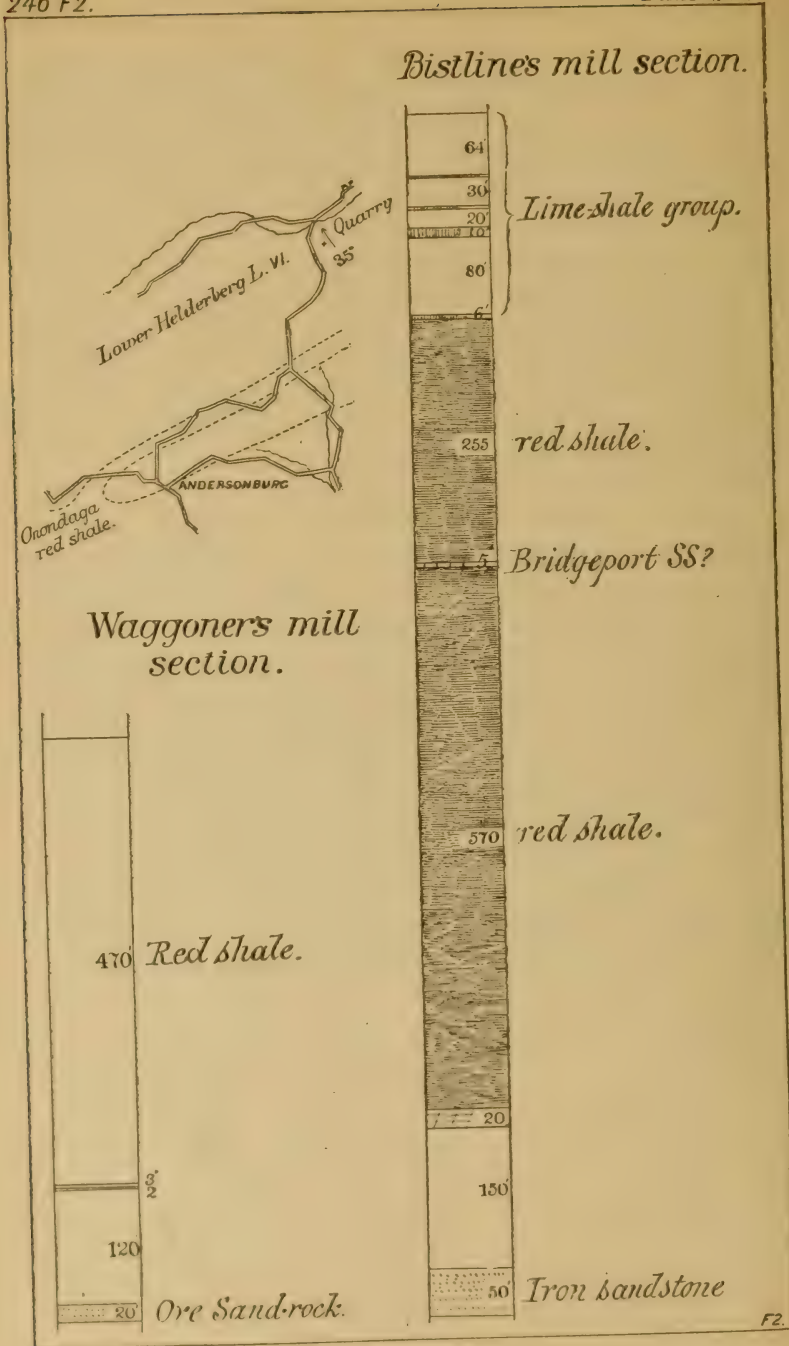 246 F2.
Bistline's mill section.
64'
30'
20'
10'
80'
6'
Lime-shale group.
255
red shale.
5
Bridgeport SS?
570
red shale.
20
150'
50'
Iron sandstone
Quarry
35°
Lower Helderberg L. VI.
ANDERSONBURG
Onondaga
red shale.
Waggoner's mill
section.
470'
Red shale.
3'
2
120
20'
Ore Sand-rock.
F2.